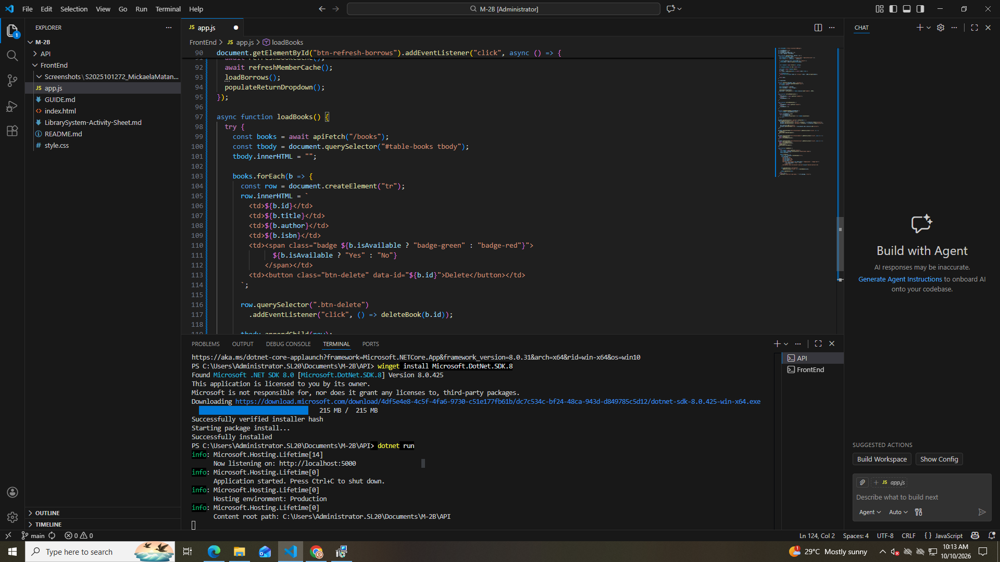 File Edit Selection View Go Run Terminal Help
M-2B [Administrator]
EXPLORER
1
M-2B
API
FrontEnd
Screenshots\S2025101272_MickaelaMatan...
JS app.js
GUIDE.md
index.html
LibrarySystem-Activity-Sheet.md
README.md
# style.css
OUTLINE
TIMELINE
JS app.js
FrontEnd > JS app.js > loadBooks
90 document.getElementById("btn-refresh-borrows").addEventListener("click", async () => {
91 await refreshBookCache();
92 await refreshMemberCache();
93 loadBorrows();
94 populateReturnDropdown();
95 });
96
97 async function loadBooks() {
98 try {
99 const books = await apiFetch("/books");
100 const tbody = document.querySelector("#table-books tbody");
101 tbody.innerHTML = "";
102
103 books.forEach(b => {
104 const row = document.createElement("tr");
105 row.innerHTML = `
106 <td>${b.id}</td>
107 <td>${b.title}</td>
108 <td>${b.author}</td>
109 <td>${b.isbn}</td>
110 <td><span class="badge ${b.isAvailable ? "badge-green" : "badge-red"}">
111 ${b.isAvailable ? "Yes" : "No"}
112 </span></td>
113 <td><button class="btn-delete" data-id="${b.id}">Delete</button></td>
114 `;
115
116 row.querySelector(".btn-delete")
117 .addEventListener("click", () => deleteBook(b.id));
118
119 tbody.appendChild(row);
PROBLEMS OUTPUT DEBUG CONSOLE TERMINAL PORTS
https://aka.ms/dotnet-core-applaunch?framework=Microsoft.NETCore.App&framework_version=8.0.31&arch=x64&rid=win-x64&os=win10
PS C:\Users\Administrator.SL20\Documents\M-2B\API> winget install Microsoft.DotNet.SDK.8
Found Microsoft .NET SDK 8.0 [Microsoft.DotNet.SDK.8] Version 8.0.425
This application is licensed to you by its owner.
Microsoft is not responsible for, nor does it grant any licenses to, third-party packages.
Downloading https://download.microsoft.com/download/4df5e4e8-4c5f-4fa6-9730-c51e177fb61b/dc7c534c-bf24-48ca-943d-d849785c5d12/dotnet-sdk-8.0.425-win-x64.exe
215 MB / 215 MB
Successfully verified installer hash
Starting package install...
Successfully installed
PS C:\Users\Administrator.SL20\Documents\M-2B\API> dotnet run
info: Microsoft.Hosting.Lifetime[14]
Now listening on: http://localhost:5000
info: Microsoft.Hosting.Lifetime[0]
Application started. Press Ctrl+C to shut down.
info: Microsoft.Hosting.Lifetime[0]
Hosting environment: Production
info: Microsoft.Hosting.Lifetime[0]
Content root path: C:\Users\Administrator.SL20\Documents\M-2B\API
API
FrontEnd
CHAT
Build with Agent
AI responses may be inaccurate.
Generate Agent Instructions to onboard AI
onto your codebase.
SUGGESTED ACTIONS
Build Workspace Show Config
JS app.js
Describe what to build next
Agent Auto
main 0 0
Ln 124, Col 2 Spaces: 4 UTF-8 CRLF {} JavaScript
Type here to search
1
29°C Mostly sunny
10:13 AM
10/10/2026